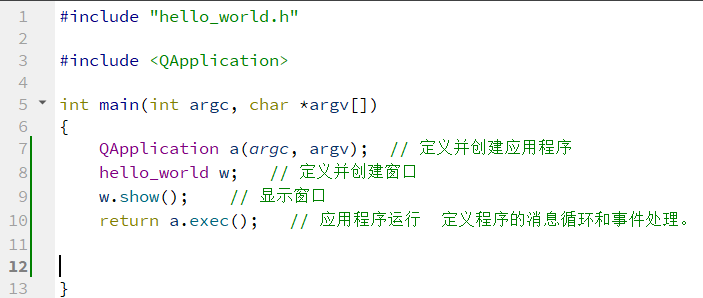 1 #include "hello_world.h"
2
3 #include <QApplication>
4
5 int main(int argc, char *argv[])
6 {
7 QApplication a(argc, argv); // 定义并创建应用程序
8 hello_world w; // 定义并创建窗口
9 w.show(); // 显示窗口
10 return a.exec(); // 应用程序运行 定义程序的消息循环和事件处理。
11
12
13 }